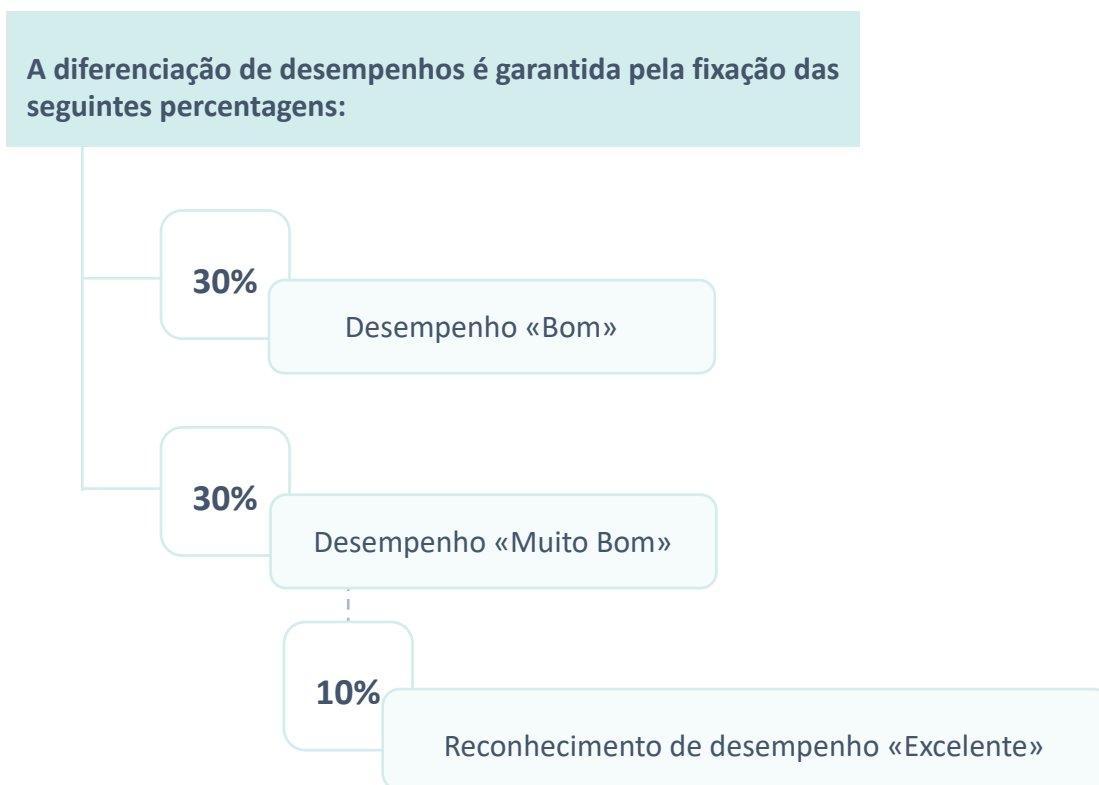 A diferenciação de desempenhos é garantida pela fixação das
seguintes percentagens:
30%
Desempenho «Bom»
30%
Desempenho «Muito Bom»
10%
Reconhecimento de desempenho «Excelente»